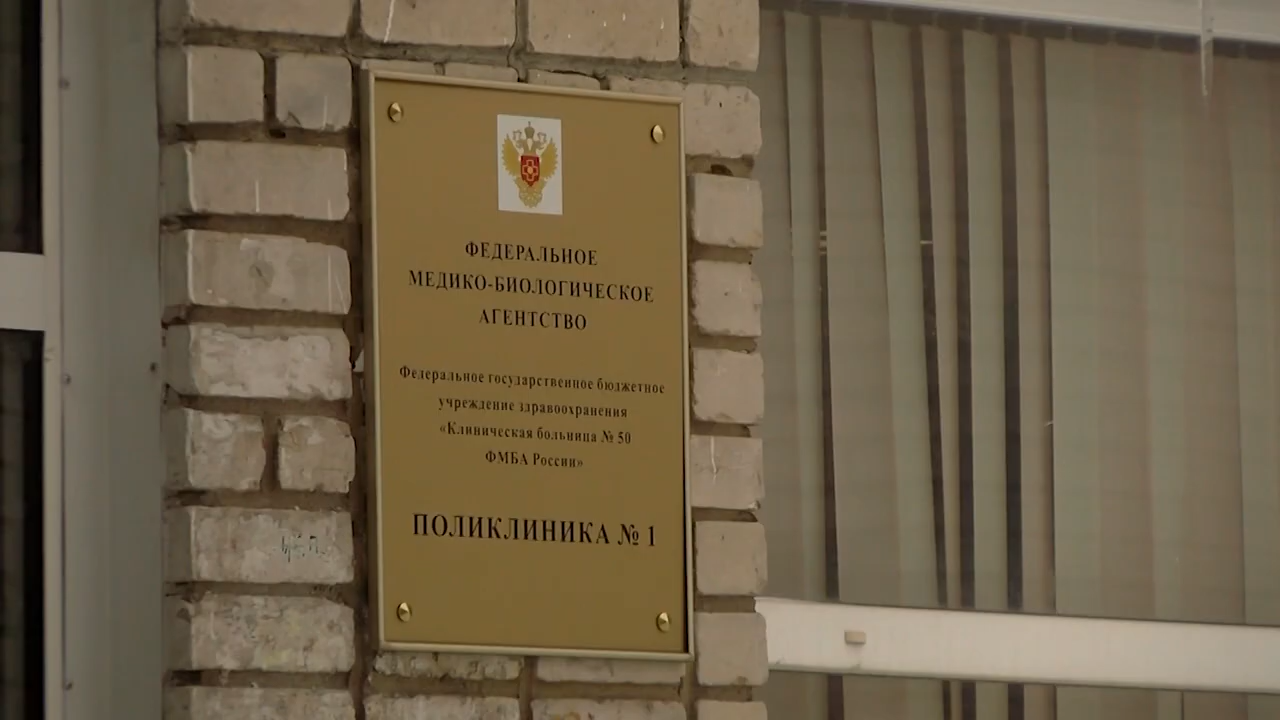 ФЕДЕРАЛЬНОЕ
МЕДИКО-БИОЛОГИЧЕСКОЕ
АГЕНТСТВО
Федеральное государственное бюджетное
учреждение здравоохранения
«Клиническая больница № 50
ФМБА России»
ПОЛИКЛИНИКА № 1